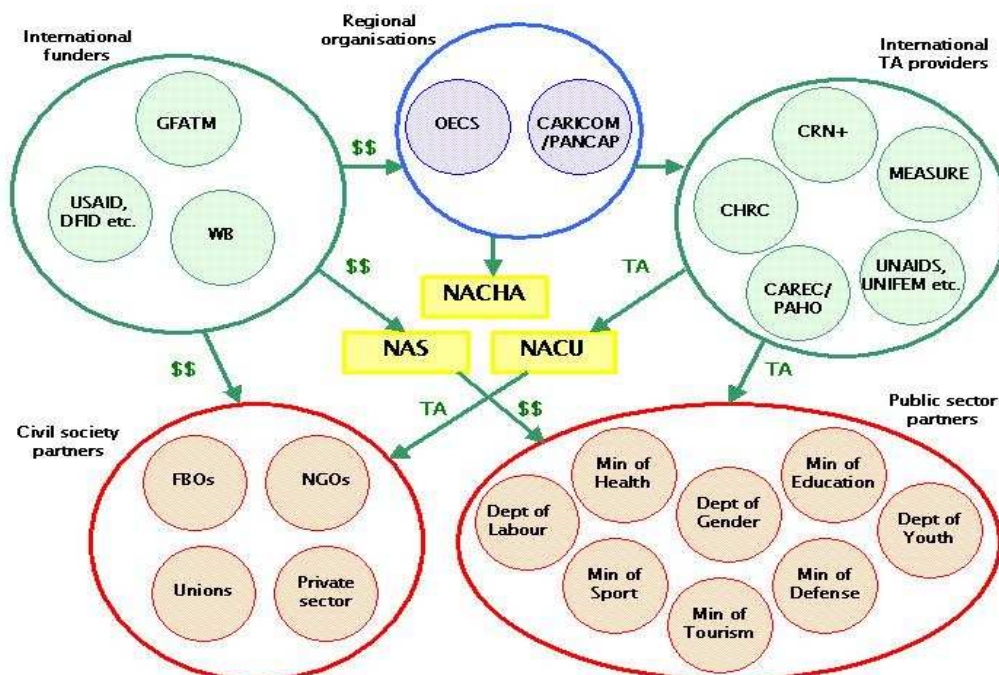 International
funders
Regional
organisations
International
TA providers
GFATM
USAID,
DFID etc.
WB
$$
OECS
CARICOM
/PANCAP
CRN+
MEASURE
CHRC
CAREC/
PAHO
UNAIDS,
UNIFEM etc.
$$
TA
NACHA
NAS
NACU
$$
TA
TA
$$
Civil society
partners
Public sector
partners
FBOs
NGOs
Unions
Private
sector
Dept of
Labour
Min of
Health
Dept of
Gender
Min of
Education
Dept of
Youth
Min of
Sport
Min of
Tourism
Min of
Defense